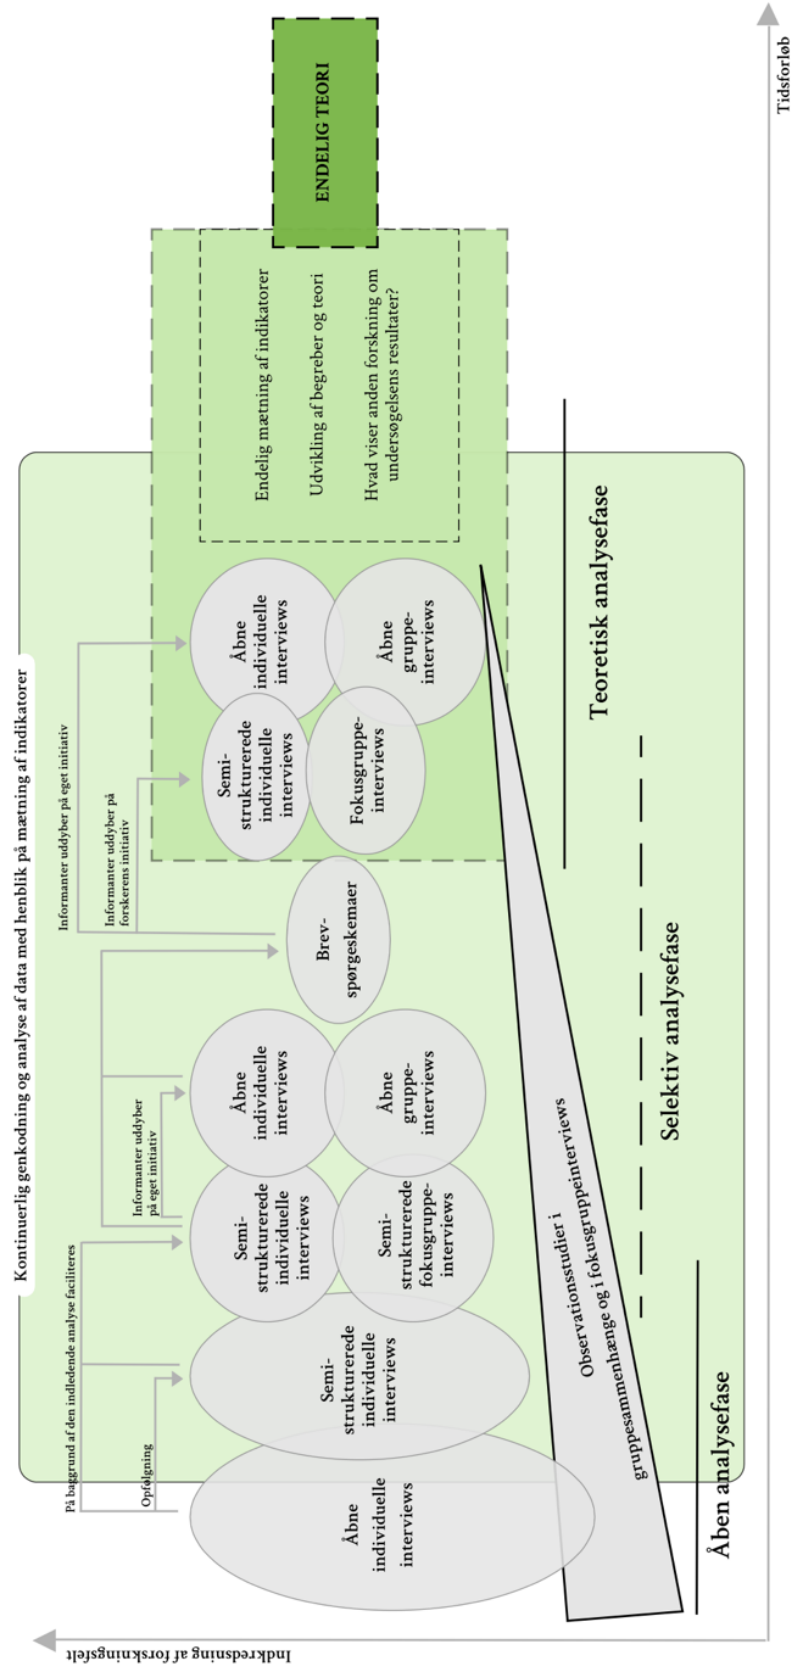 Kontinuerlig genkodning og analyse af data med henblik på mætning af indikatorer
På baggrund af den indledende analyse faciliteres
Opfølgning
Informanter uddyber
på eget initiativ
Informanter uddyber på eget initiativ
Informanter uddyber på
forskerens initiativ
Åbne
individuelle
interviews
Semi-
strukturerede
individuelle
interviews
Semi-
strukturerede
individuelle
interviews
Semi-
strukturerede
fokusgruppe-
interviews
Åbne
individuelle
interviews
Åbne
gruppe-
interviews
Brev-
spørgeskemaer
Semi-
strukturerede
individuelle
interviews
Fokusgruppe-
interviews
Åbne
individuelle
interviews
Åbne
gruppe-
interviews
Endelig mætning af indikatorer
Udvikling af begreber og teori
Hvad viser anden forskning om
undersøgelsens resultater?
ENDELIG TEORI
Observationsstudier i
gruppesammenhænge og i fokusgruppeinterviews
Åben analysefase
Selektiv analysefase
Teoretisk analysefase
Indkredsning af forskningsfelt
Tidsforløb